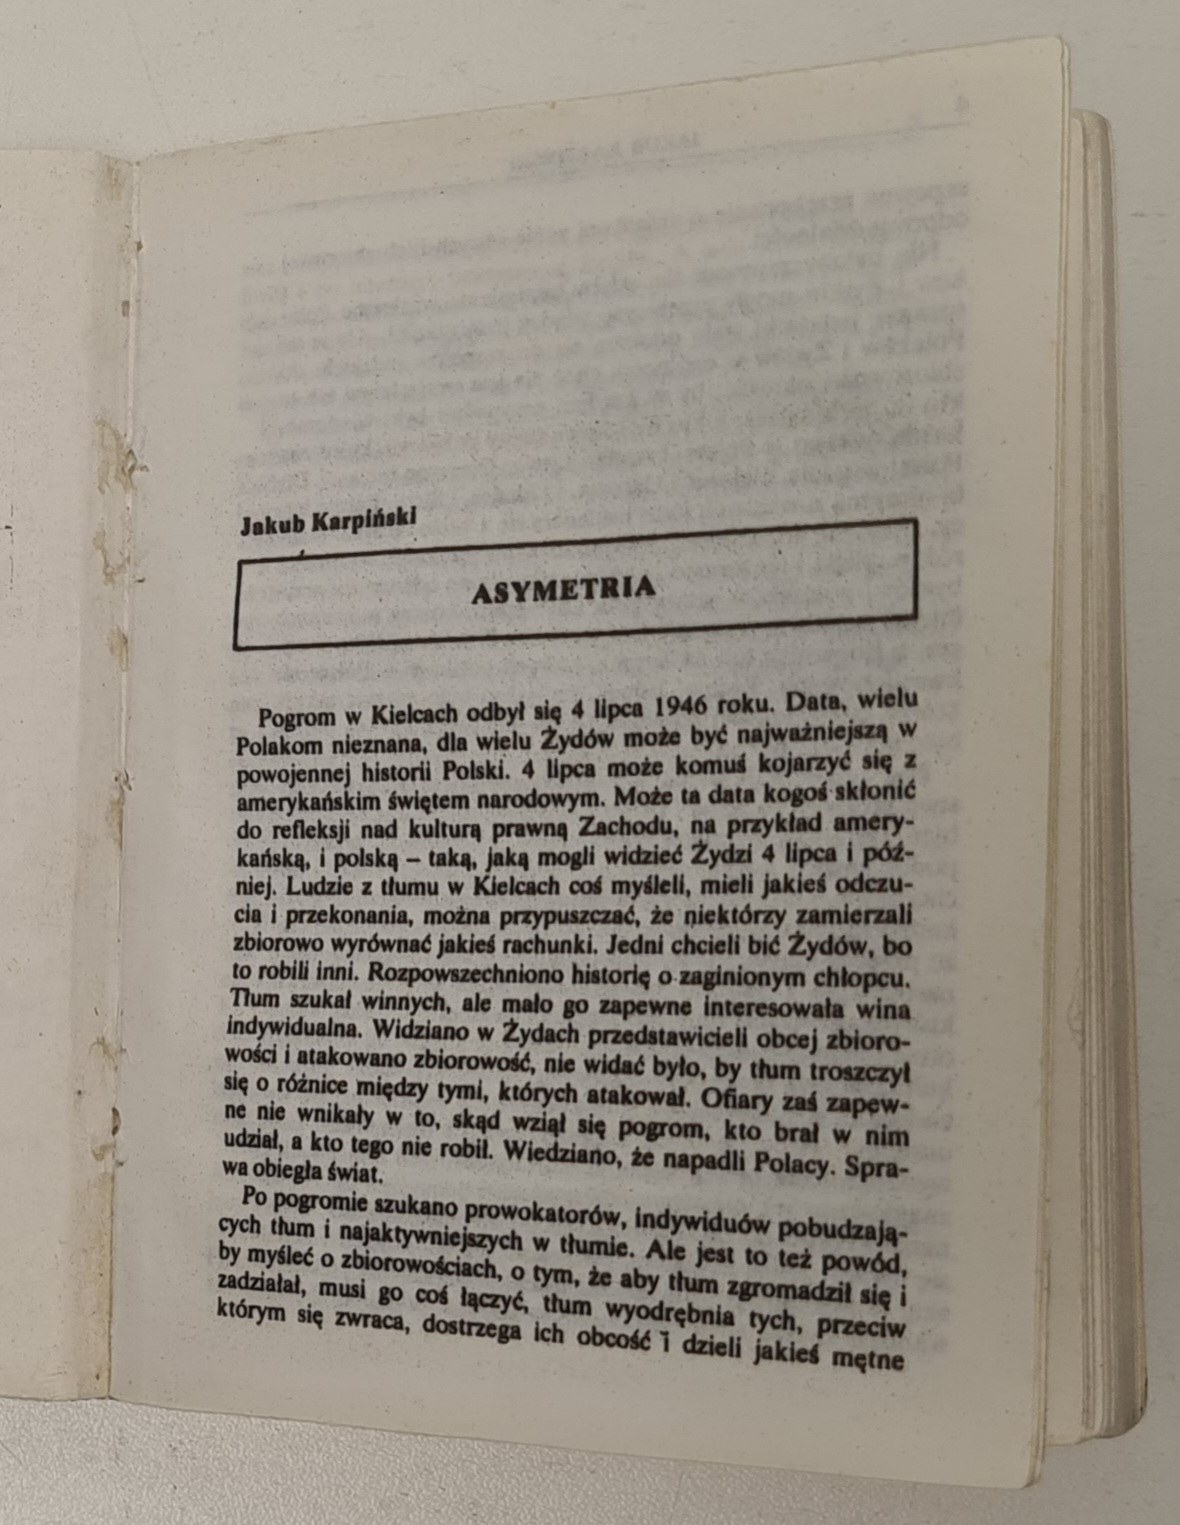 Jakub Karpiński
ASYMETRIA
Pogrom w Kielcach odbył się 4 lipca 1946 roku. Data, wielu
Polakom nieznana, dla wielu Żydów może być najważniejszą w
powojennej historii Polski. 4 lipca może komuś kojarzyć się z
amerykańskim świętem narodowym. Może ta data kogoś skłonić
do refleksji nad kulturą prawną Zachodu, na przykład amery-
kańską, i polską – taką, jaką mogli widzieć Żydzi 4 lipca i póź-
niej. Ludzie z tłumu w Kielcach coś myśleli, mieli jakieś odczu-
cia i przekonania, można przypuszczać, że niektórzy zamierzali
zbiorowo wyrównać jakieś rachunki. Jedni chcieli bić Żydów, bo
to robili inni. Rozpowszechniono historię o zaginionym chłopcu.
Tłum szukał winnych, ale mało go zapewne interesowała wina
indywidualna. Widziano w Żydach przedstawicieli obcej zbioro-
wości i atakowano zbiorowość, nie widać było, by tłum troszczył
się o różnice między tymi, których atakował. Ofiary zaś zapew-
ne nie wnikały w to, skąd wziął się pogrom, kto brał w nim
udział, a kto tego nie robił. Wiedziano, że napadli Polacy. Spra-
wa obiegła świat.
Po pogromie szukano prowokatorów, indywiduów pobudzają-
cych tłum i najaktywniejszych w tłumie. Ale jest to też powód,
by myśleć o zbiorowościach, o tym, że aby tłum zgromadził się i
zadziałał, musi go coś łączyć, tłum wyodrębnia tych, przeciw
którym się zwraca, dostrzega ich obcość i dzieli jakieś mętne